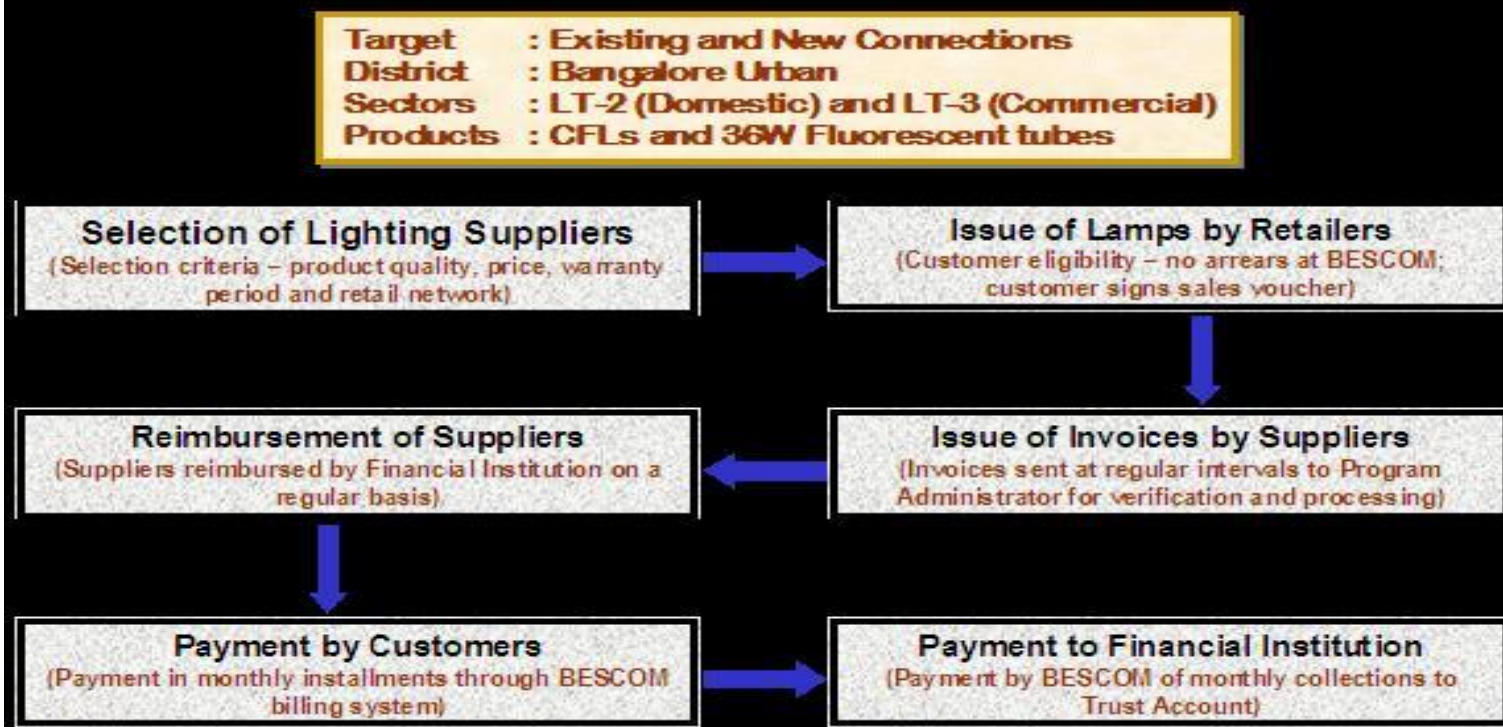 Target : Existing and New Connections
District : Bangalore Urban
Sectors : LT-2 (Domestic) and LT-3 (Commercial)
Products : CFLs and 36W Fluorescent tubes
Selection of Lighting Suppliers
(Selection criteria – product quality, price, warranty
period and retail network)
Issue of Lamps by Retailers
(Customer eligibility – no arrears at BESCOM;
customer signs sales voucher)
Issue of Invoices by Suppliers
(Invoices sent at regular intervals to Program
Administrator for verification and processing)
Reimbursement of Suppliers
(Suppliers reimbursed by Financial Institution on a
regular basis)
Payment by Customers
(Payment in monthly installments through BESCOM
billing system)
Payment to Financial Institution
(Payment by BESCOM of monthly collections to
Trust Account)